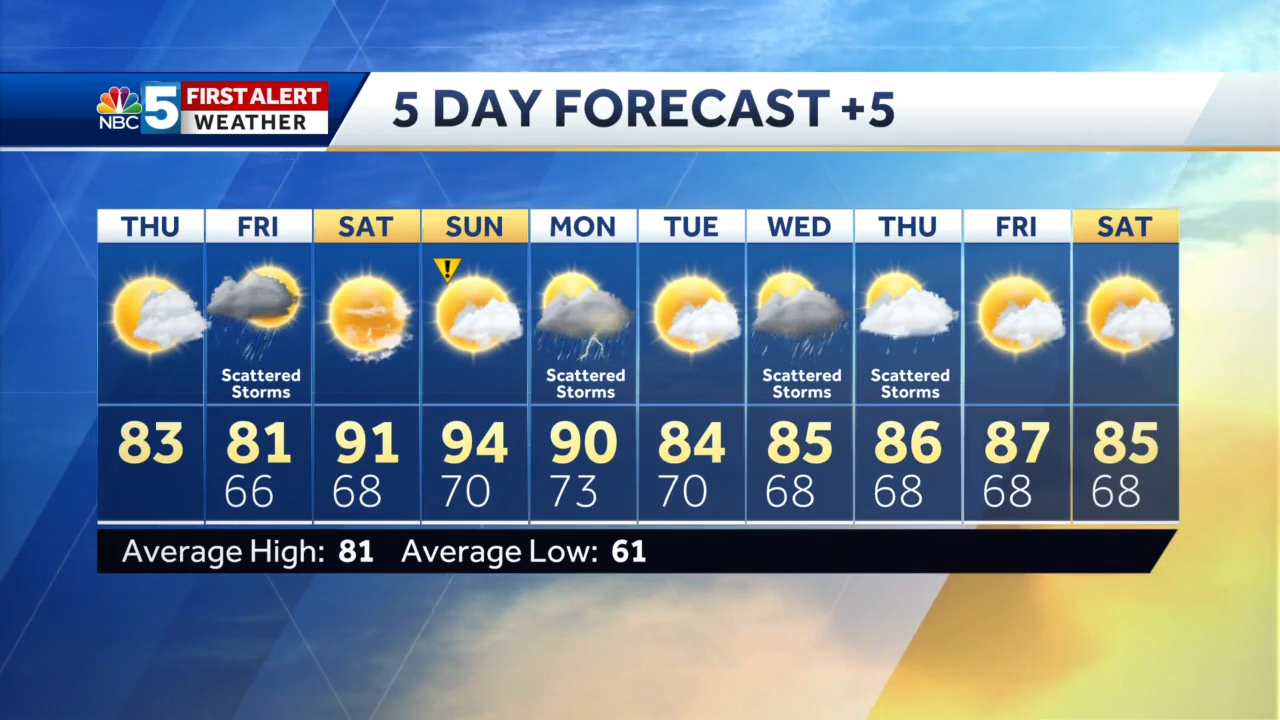 NBC 5 FIRST ALERT WEATHER
5 DAY FORECAST +5
THU FRI SAT SUN MON TUE WED THU FRI SAT
!
Scattered Storms Scattered Storms Scattered Storms Scattered Storms
83 81 91 94 90 84 85 86 87 85
66 68 70 73 70 68 68 68 68
Average High: 81 Average Low: 61